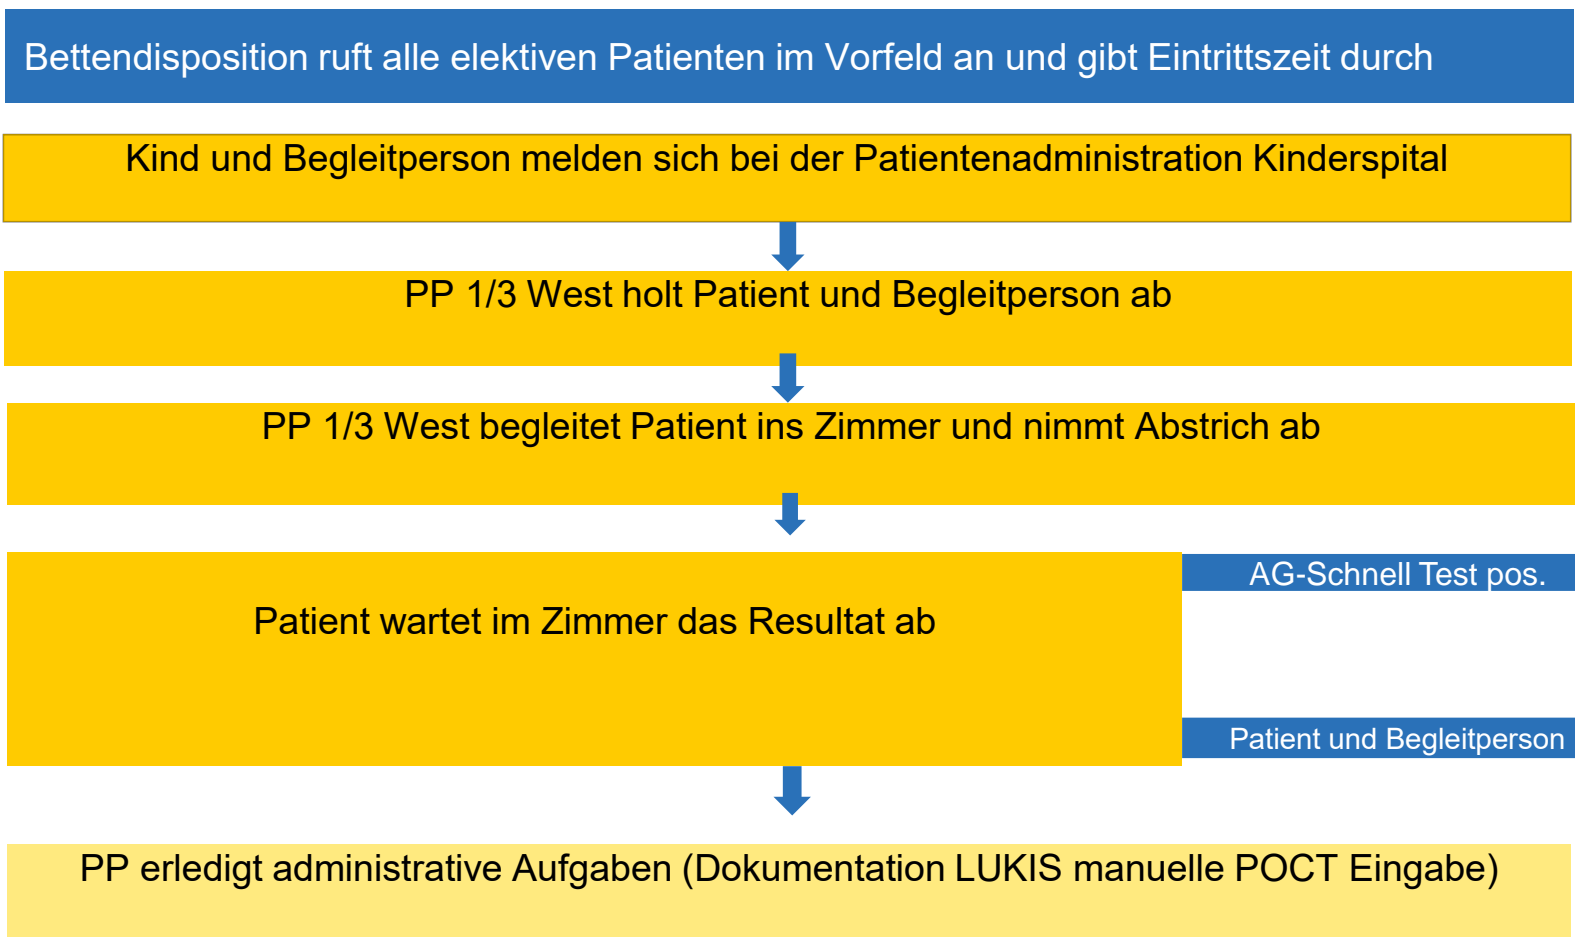 Bettendisposition ruft alle elektiven Patienten im Vorfeld an und gibt Eintrittszeit durch
Kind und Begleitperson melden sich bei der Patientenadministration Kinderspital
PP 1/3 West holt Patient und Begleitperson ab
PP 1/3 West begleitet Patient ins Zimmer und nimmt Abstrich ab
Patient wartet im Zimmer das Resultat ab
AG-Schnell Test pos.
Patient und Begleitperson
PP erledigt administrative Aufgaben (Dokumentation LUKIS manuelle POCT Eingabe)